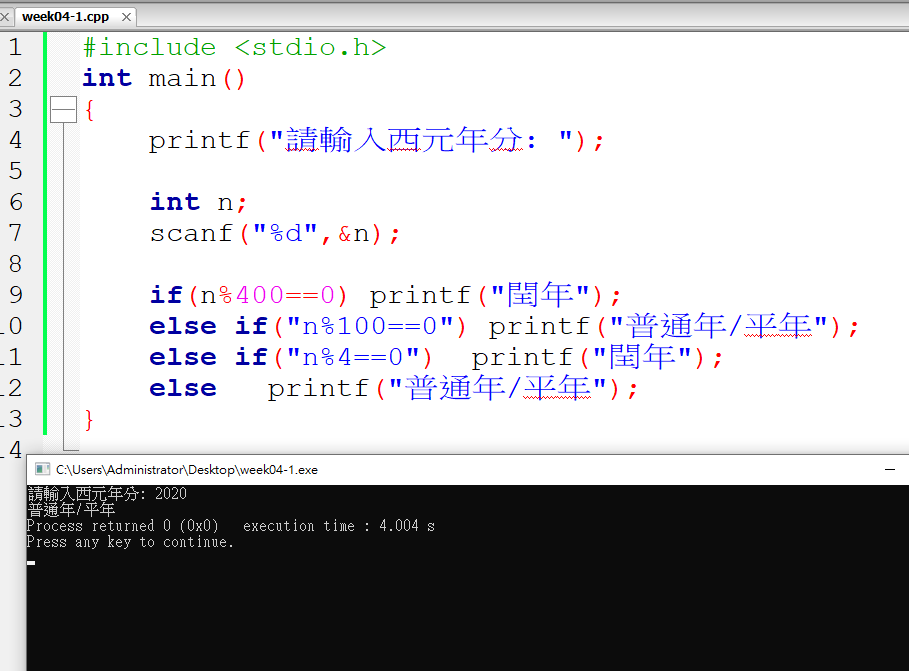 week04-1.cpp
1 #include <stdio.h>
2 int main()
3 {
4 printf("請輸入西元年分: ");
5
6 int n;
7 scanf("%d",&n);
8
9 if(n%400==0) printf("閏年");
10 else if("n%100==0") printf("普通年/平年");
11 else if("n%4==0") printf("閏年");
12 else printf("普通年/平年");
13 }
14
C:\Users\Administrator\Desktop\week04-1.exe
請輸入西元年分: 2020
普通年/平年
Process returned 0 (0x0) execution time : 4.004 s
Press any key to continue.